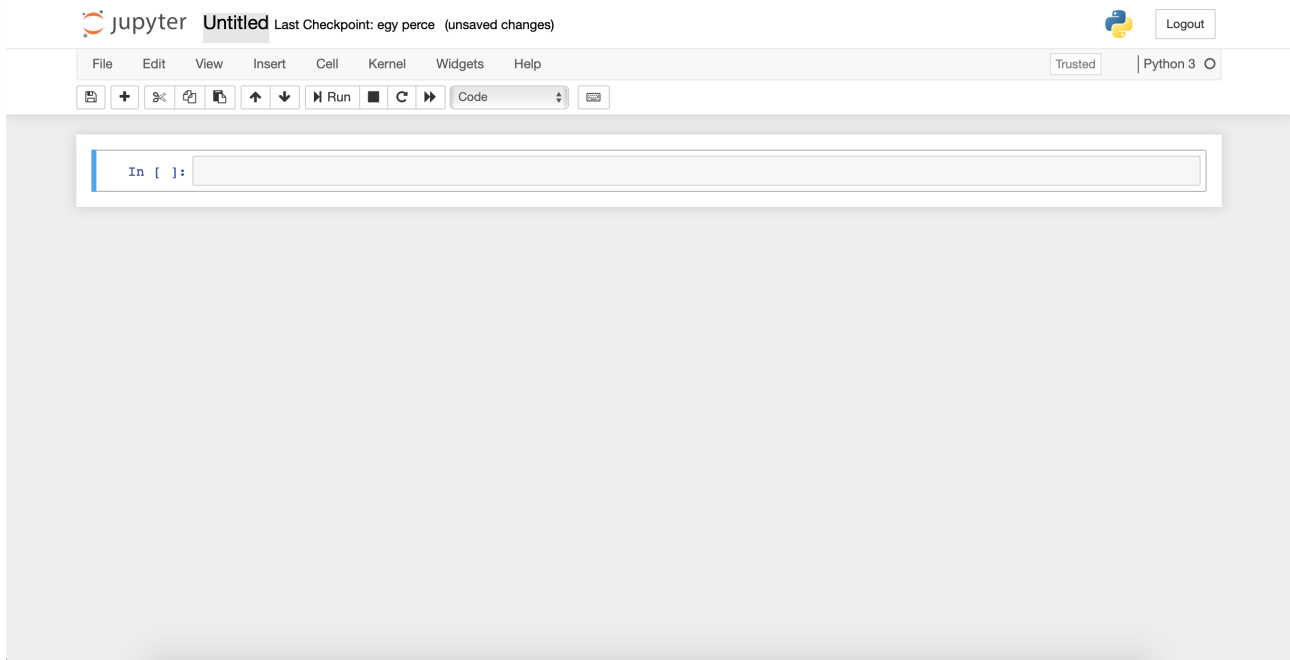 jupyter Untitled Last Checkpoint: egy perce (unsaved changes) Logout
File Edit View Insert Cell Kernel Widgets Help Trusted Python 3
Run Code
In [ ]: